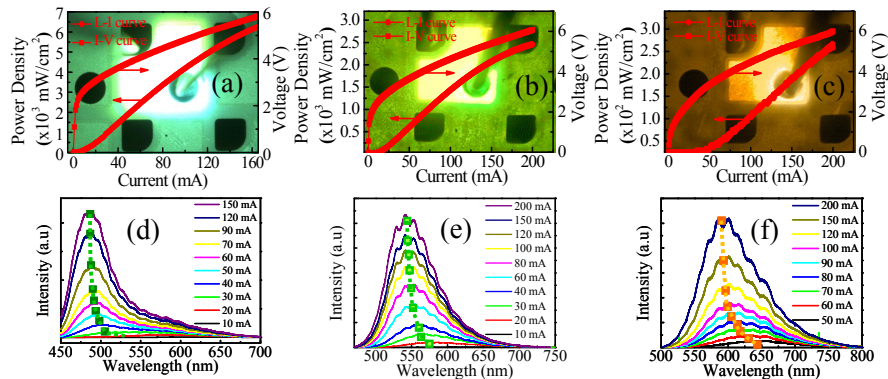 L-I curve
I-V curve
(a)
Power Density
(x10³ mW/cm²)
Voltage (V)
7
6
5
4
3
2
1
0
6
4
2
0
0 40 80 120 160
Current (mA)
L-I curve
I-V curve
(b)
Power Density
(x10³ mW/cm²)
Voltage (V)
3.0
2.5
2.0
1.5
1.0
0.5
6
5
4
3
2
1
0
0 50 100 150 200
Current (mA)
L-I curve
I-V curve
(c)
Power Density
(x10² mW/cm²)
Voltage (V)
3.0
2.5
2.0
1.5
1.0
0.5
0.0
6
4
2
0
0 50 100 150 200
Current (mA)
(d)
150 mA
120 mA
90 mA
70 mA
60 mA
50 mA
40 mA
30 mA
20 mA
10 mA
Intensity (a.u)
450 500 550 600 650 700
Wavelength (nm)
(e)
200 mA
150 mA
120 mA
100 mA
80 mA
60 mA
40 mA
30 mA
20 mA
10 mA
Intensity (a.u)
500 550 600 650 700 750
Wavelength (nm)
(f)
200 mA
150 mA
120 mA
100 mA
90 mA
80 mA
70 mA
60 mA
50 mA
Intensity (a.u)
500 550 600 650 700 750 800
Wavelength (nm)